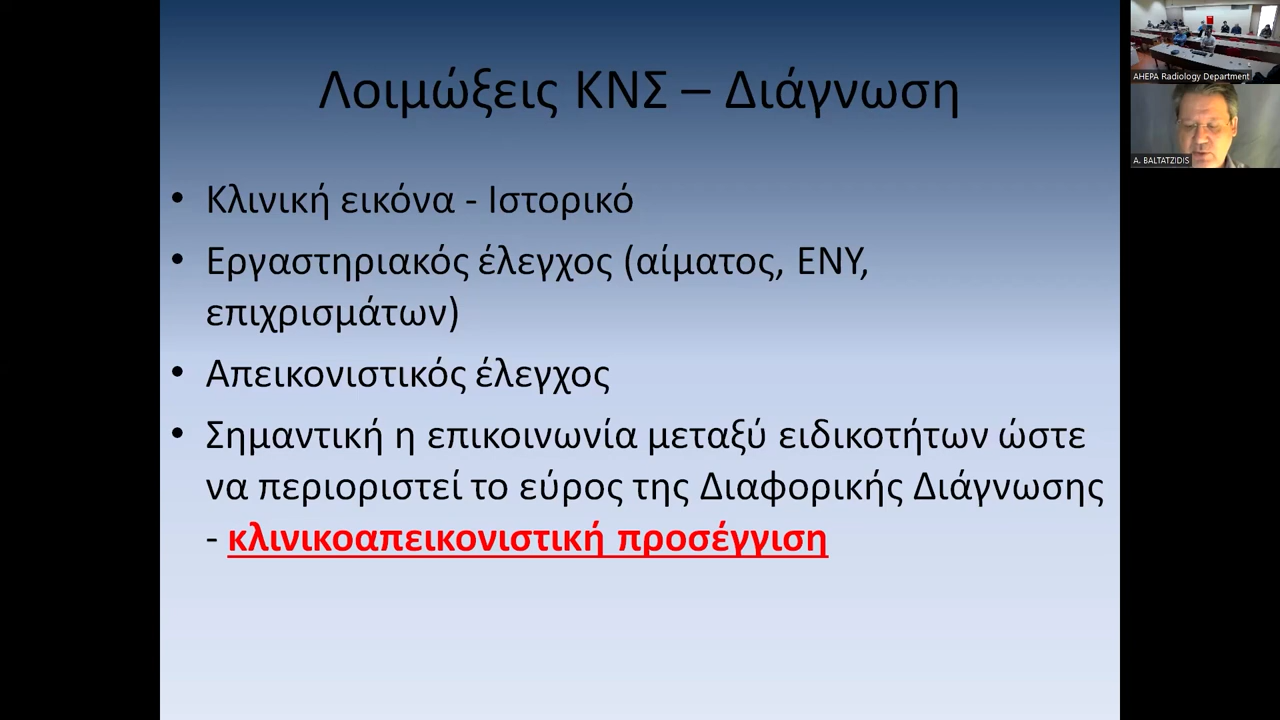 Λοιμώξεις ΚΝΣ – Διάγνωση
• Κλινική εικόνα - Ιστορικό
• Εργαστηριακός έλεγχος (αίματος, ΕΝΥ,
επιχρισμάτων)
• Απεικονιστικός έλεγχος
• Σημαντική η επικοινωνία μεταξύ ειδικοτήτων ώστε
να περιοριστεί το εύρος της Διαφορικής Διάγνωσης
- κλινικοαπεικονιστική προσέγγιση
AHEPA Radiology Department
A. BALTATZIDIS